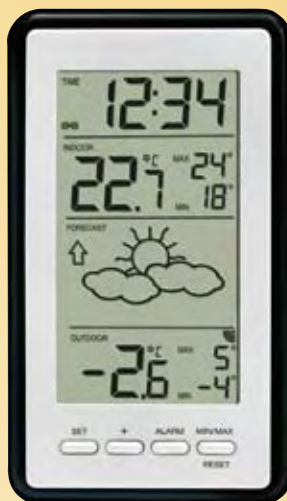 TIME
12:34
INDOOR
22.7 °C MAX 24°
MIN 18°
FORECAST
OUTDOOR
-2.6 °C MAX 5°
MIN -4°
SET + ALARM MIN/MAX
RESET